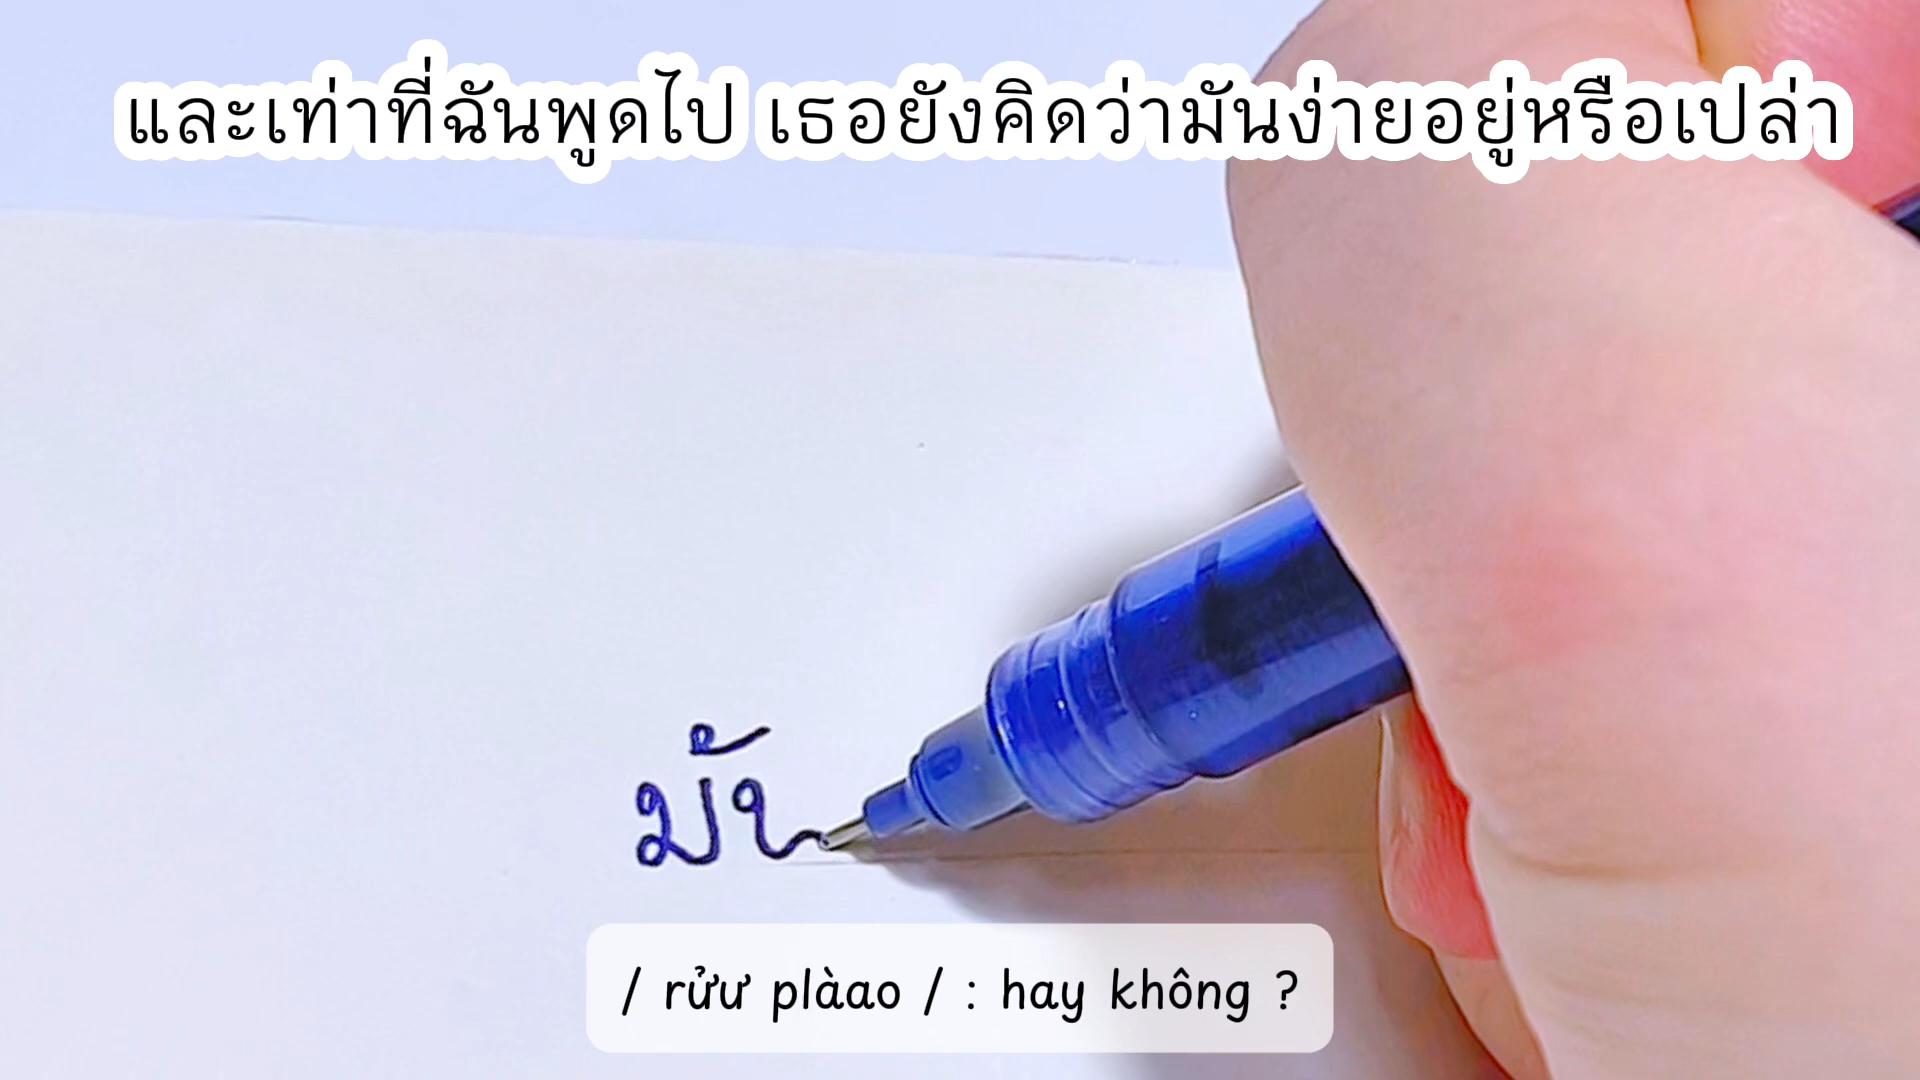 และเท่าที่ฉันพูดไป เธอยังคิดว่ามันง่ายอยู่หรือเปล่า
มัน
/ rửư plàao / : hay không ?